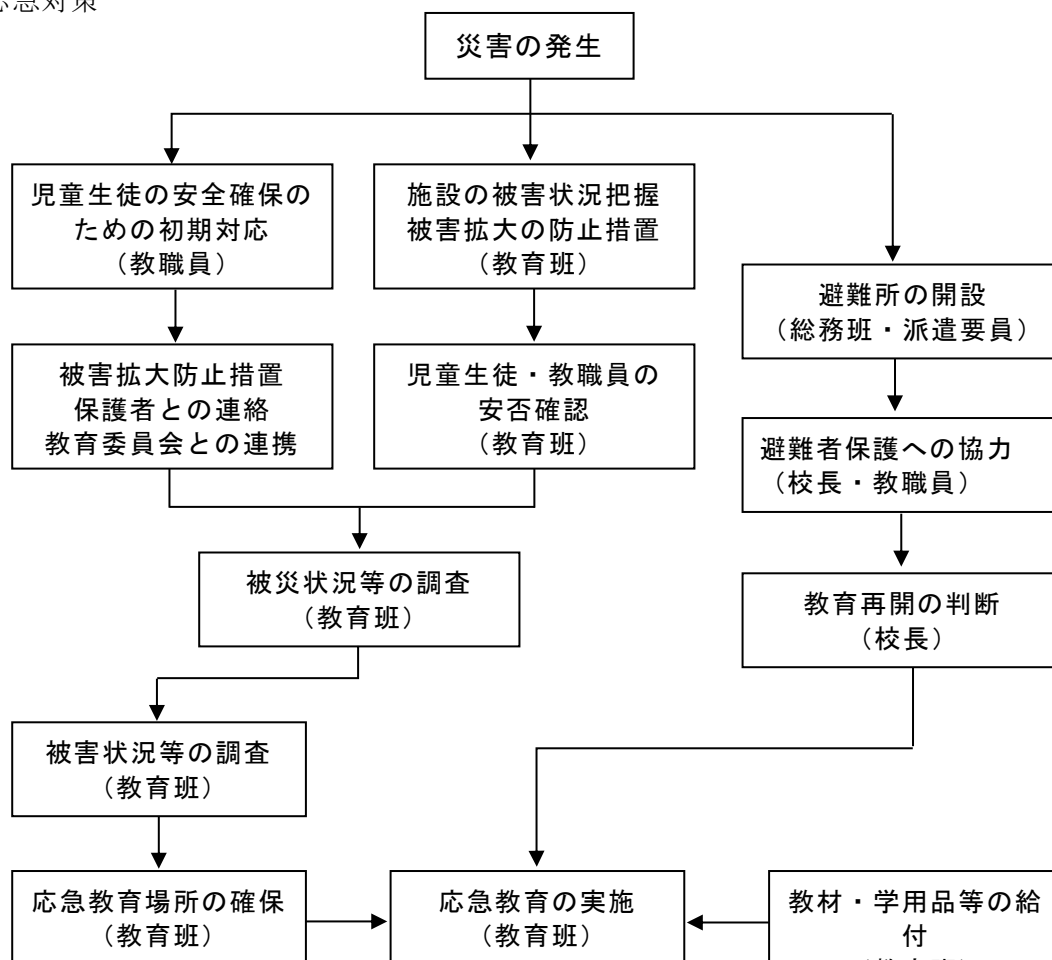 応急対策
災害の発生
児童生徒の安全確保の
ための初期対応
（教職員）
施設の被害状況把握
被害拡大の防止措置
（教育班）
避難所の開設
（総務班・派遣要員）
被害拡大防止措置
保護者との連絡
教育委員会との連携
児童生徒・教職員の
安否確認
（教育班）
避難者保護への協力
（校長・教職員）
被災状況等の調査
（教育班）
教育再開の判断
（校長）
被害状況等の調査
（教育班）
応急教育場所の確保
（教育班）
応急教育の実施
（教育班）
教材・学用品等の給
付
（教育班）